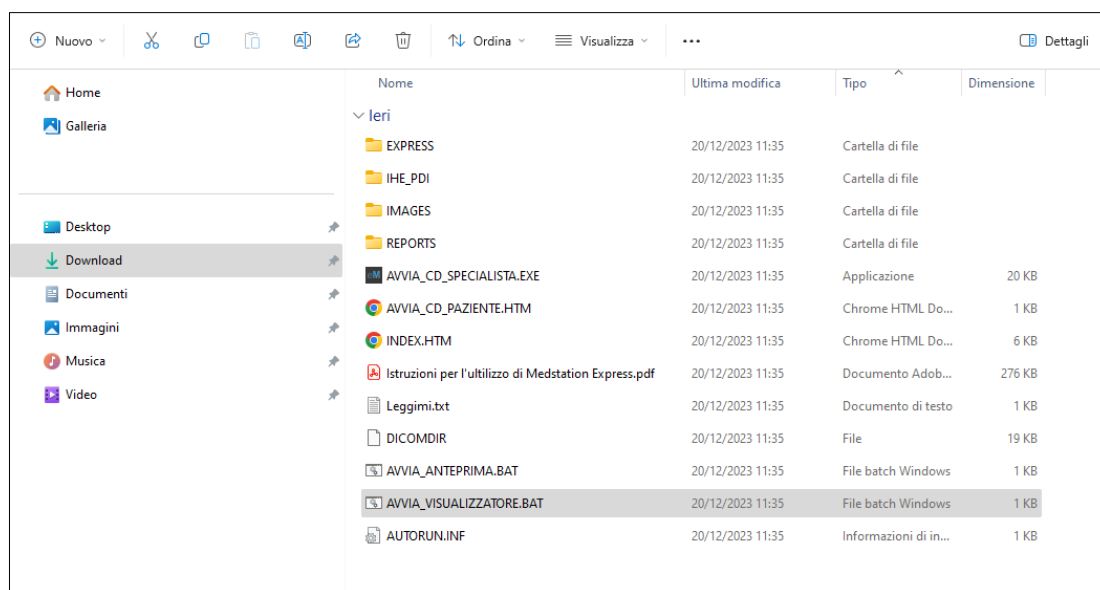 Nuovo Ordina Visualizza ... Dettagli
Nome Ultima modifica Tipo Dimensione
Home
Galleria
Ieri
EXPRESS 20/12/2023 11:35 Cartella di file
IHE_PDI 20/12/2023 11:35 Cartella di file
IMAGES 20/12/2023 11:35 Cartella di file
Desktop
REPORTS 20/12/2023 11:35 Cartella di file
Download
AVVIA_CD_SPECIALISTA.EXE 20/12/2023 11:35 Applicazione 20 KB
Documenti
AVVIA_CD_PAZIENTE.HTM 20/12/2023 11:35 Chrome HTML Do... 1 KB
Immagini
INDEX.HTM 20/12/2023 11:35 Chrome HTML Do... 6 KB
Musica
Istruzioni per l'ultilizzo di Medstation Express.pdf 20/12/2023 11:35 Documento Adob... 276 KB
Video
Leggimi.txt 20/12/2023 11:35 Documento di testo 1 KB
DICOMDIR 20/12/2023 11:35 File 19 KB
AVVIA_ANTEPRIMA.BAT 20/12/2023 11:35 File batch Windows 1 KB
AVVIA_VISUALIZZATORE.BAT 20/12/2023 11:35 File batch Windows 1 KB
AUTORUN.INF 20/12/2023 11:35 Informazioni di in... 1 KB